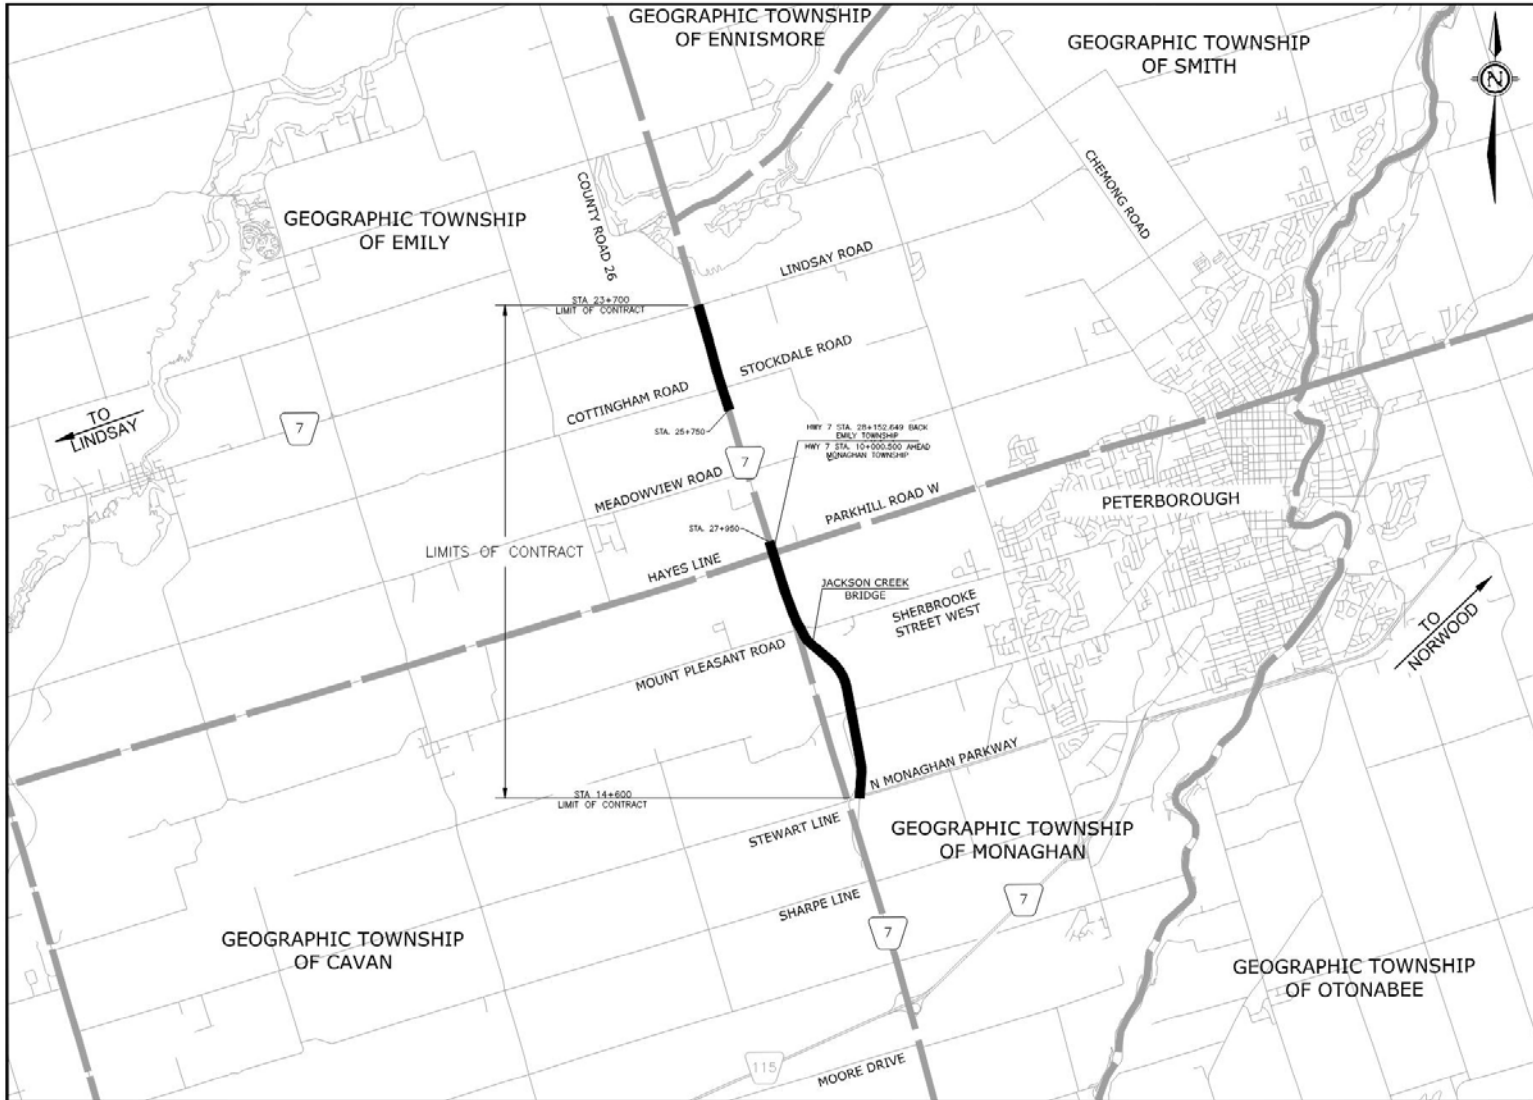 GEOGRAPHIC TOWNSHIP
OF ENNISMORE
GEOGRAPHIC TOWNSHIP
OF SMITH
N
CHEMONG ROAD
COUNTY ROAD 26
GEOGRAPHIC TOWNSHIP
OF EMILY
LINDSAY ROAD
STA 23+700
LIMIT OF CONTRACT
STOCKDALE ROAD
COTTINGHAM ROAD
TO
LINDSAY
7
STA. 25+750
HWY 7 STA. 28+152.649 BACK
EMILY TOWNSHIP
HWY 7 STA. 10+000.500 AHEAD
MONAGHAN TOWNSHIP
7
MEADOWVIEW ROAD
PARKHILL ROAD W
PETERBOROUGH
STA. 27+950
LIMITS OF CONTRACT
HAYES LINE
JACKSON CREEK
BRIDGE
SHERBROOKE
STREET WEST
TO
NORWOOD
MOUNT PLEASANT ROAD
N MONAGHAN PARKWAY
STA 14+600
LIMIT OF CONTRACT
STEWART LINE
GEOGRAPHIC TOWNSHIP
OF MONAGHAN
SHARPE LINE
7
7
GEOGRAPHIC TOWNSHIP
OF CAVAN
GEOGRAPHIC TOWNSHIP
OF OTONABEE
115
MOORE DRIVE